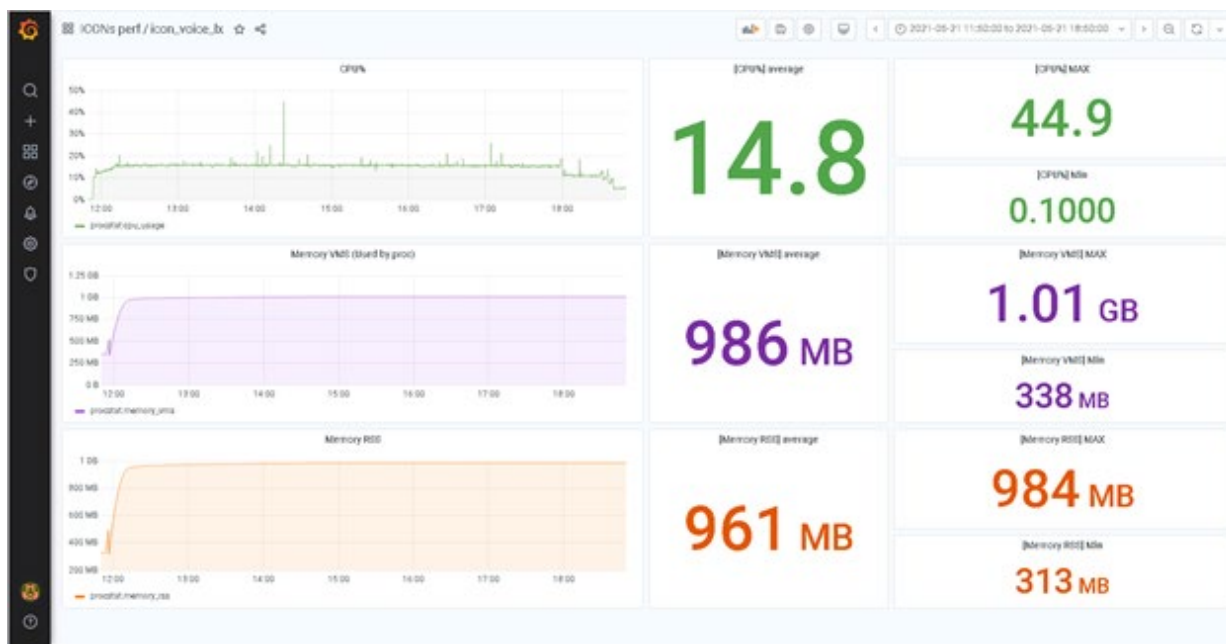 ICONs perf / icon_voice_fx
2021-05-21 11:50:00 to 2021-05-21 18:50:00
CPU%
50%
40%
30%
20%
10%
0%
12:00 13:00 14:00 15:00 16:00 17:00 18:00
procstat.cpu_usage
[CPU%] average
14.8
[CPU%] MAX
44.9
[CPU%] Min
0.1000
Memory VMS (Used by proc)
1.25 GB
1 GB
750 MB
500 MB
250 MB
0 B
12:00 13:00 14:00 15:00 16:00 17:00 18:00
procstat.memory_vms
[Memory VMS] average
986 MB
[Memory VMS] MAX
1.01 GB
[Memory VMS] Min
338 MB
Memory RSS
1 GB
800 MB
600 MB
400 MB
200 MB
12:00 13:00 14:00 15:00 16:00 17:00 18:00
procstat.memory_rss
[Memory RSS] average
961 MB
[Memory RSS] MAX
984 MB
[Memory RSS] Min
313 MB